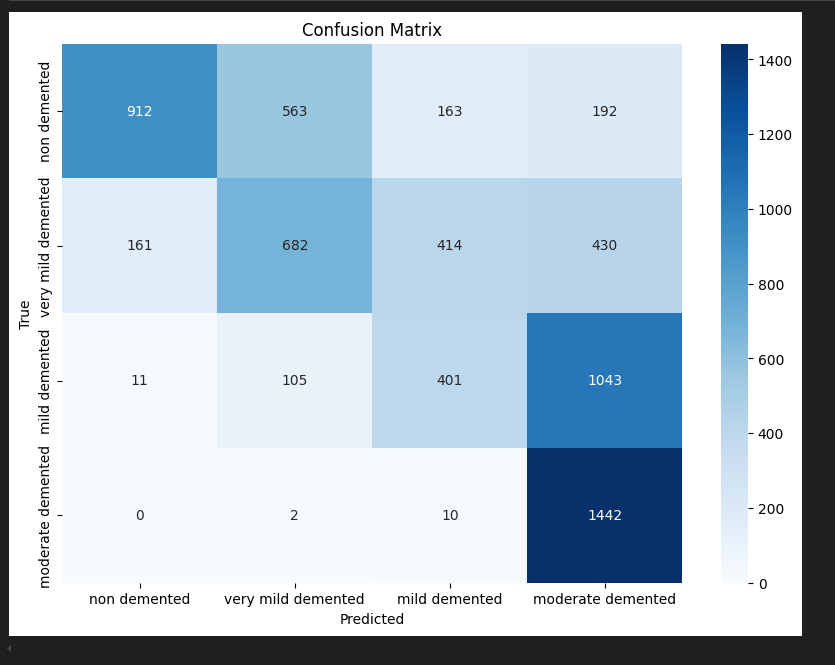 Confusion Matrix
non demented
912 563 163 192
very mild demented
161 682 414 430
mild demented
11 105 401 1043
moderate demented
0 2 10 1442
True
non demented very mild demented mild demented moderate demented
Predicted
1400
1200
1000
800
600
400
200
0